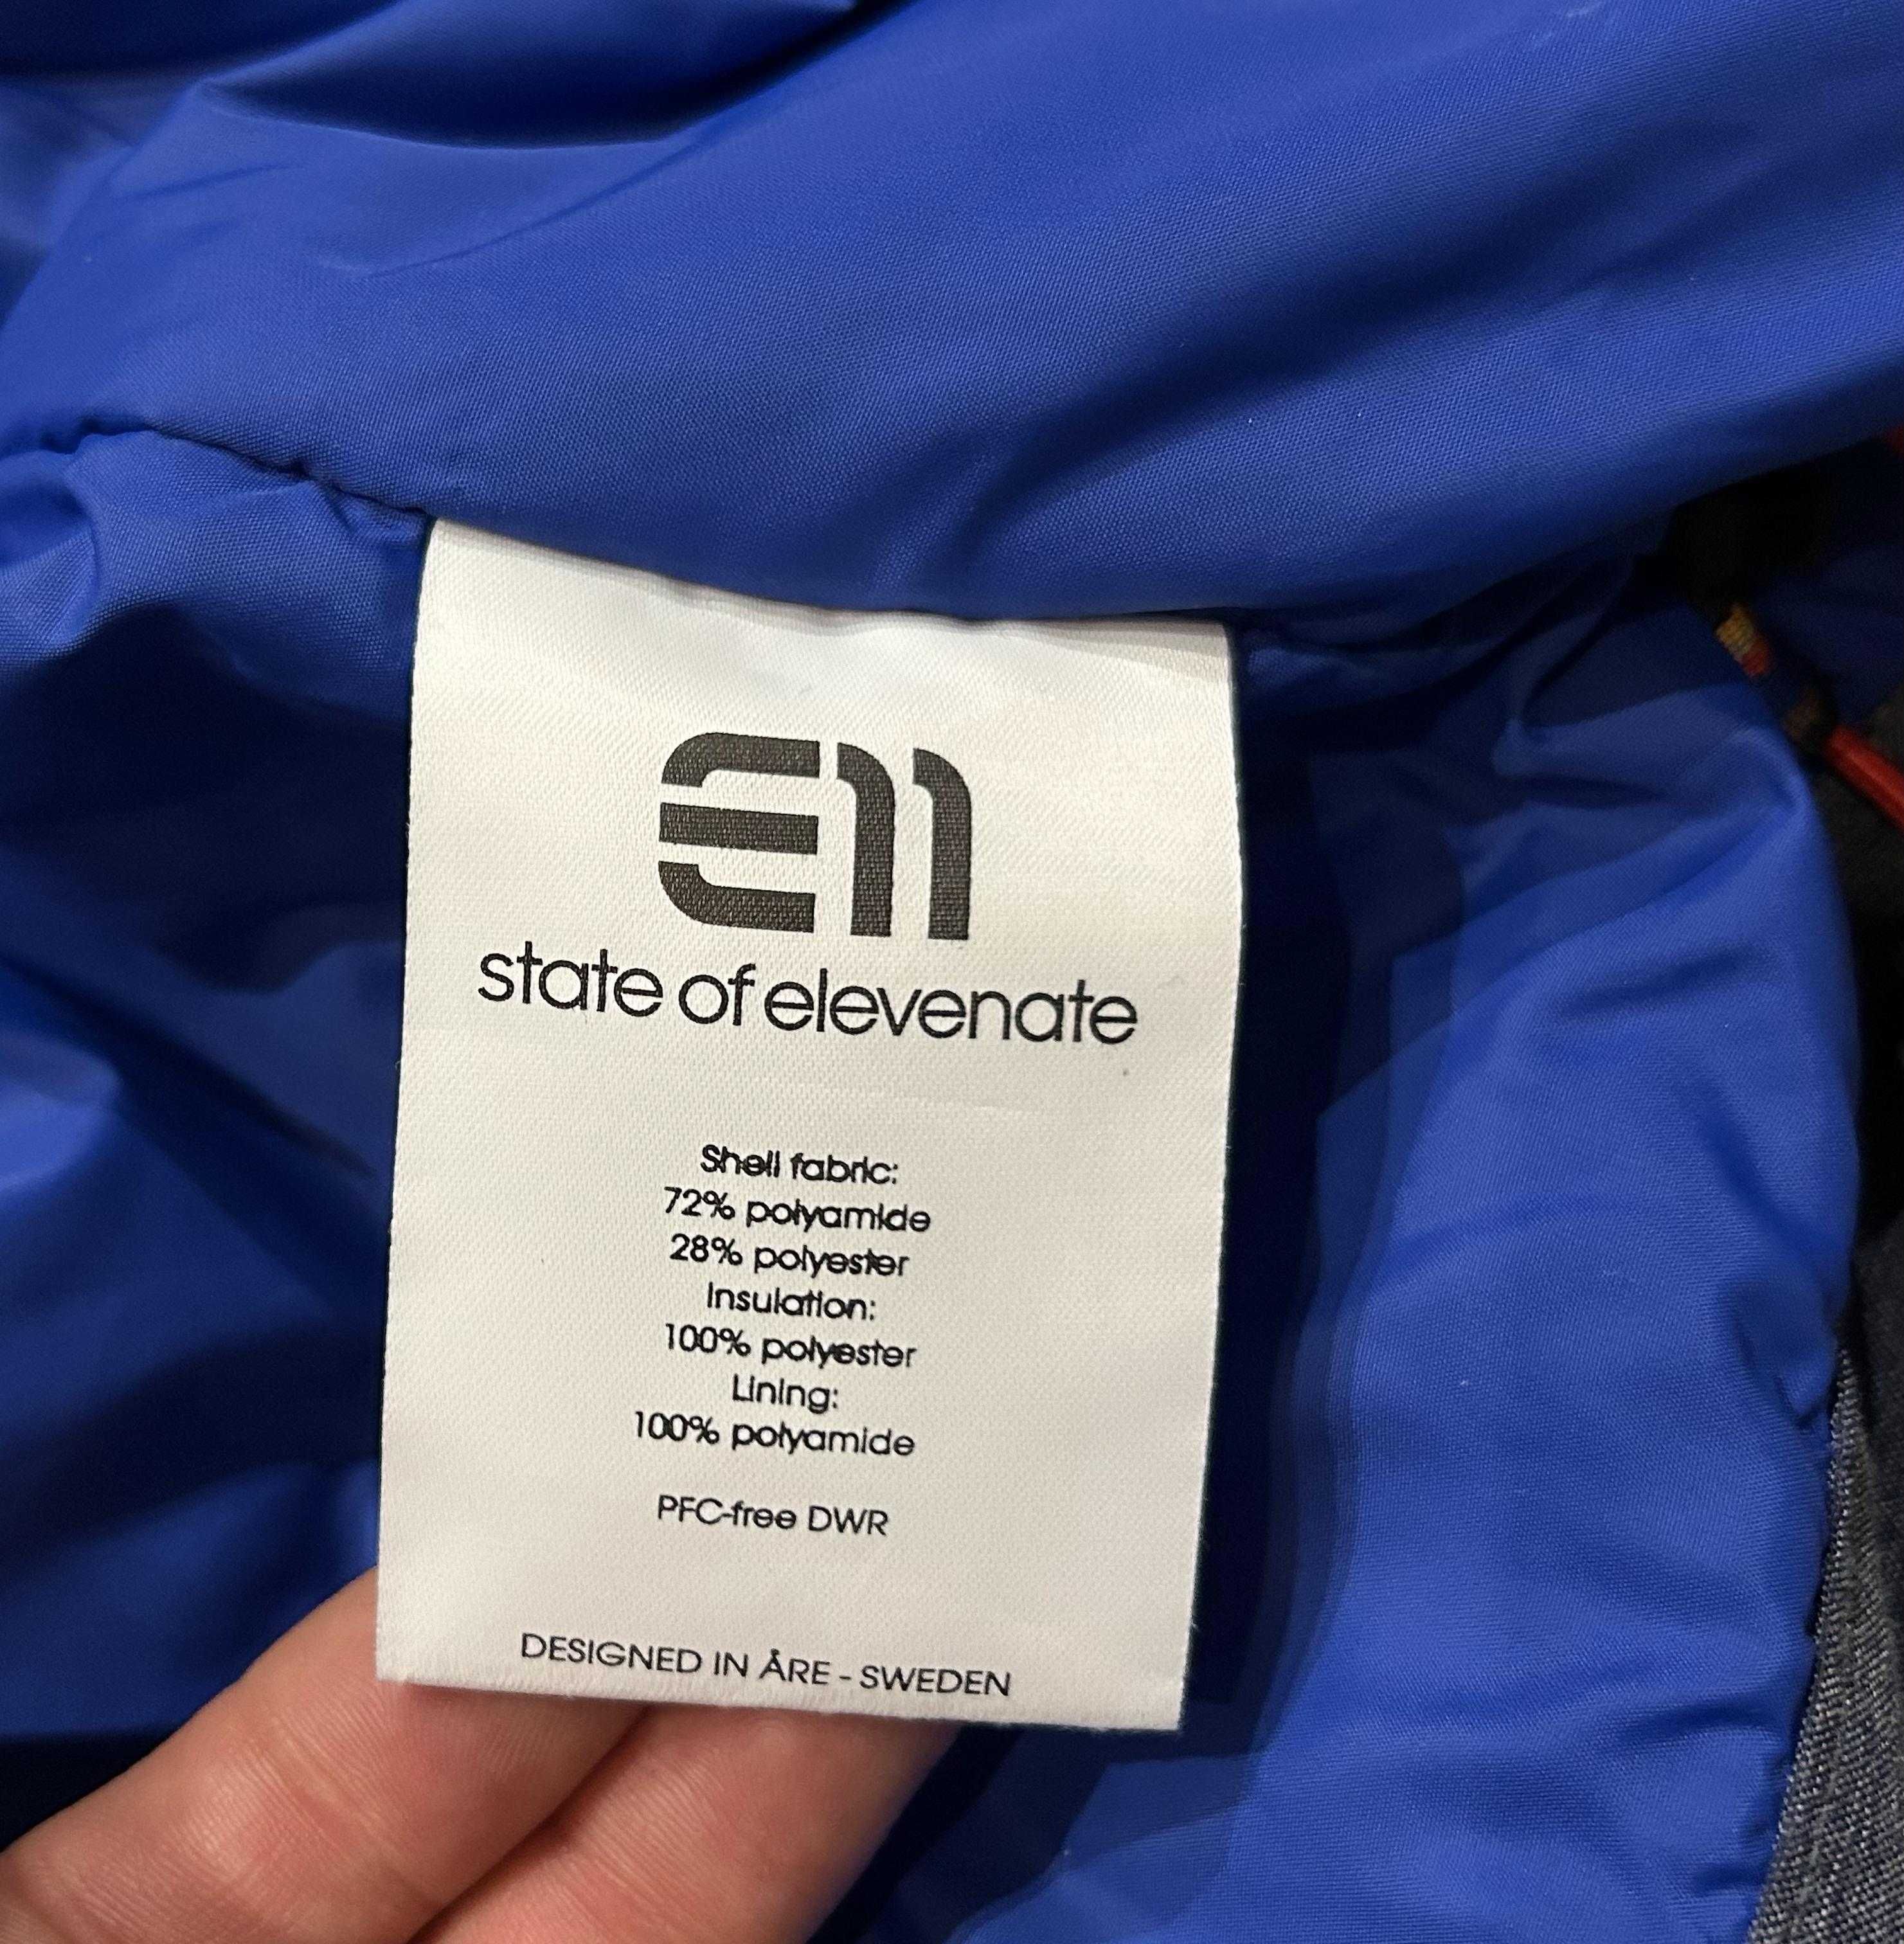 E11
state of elevenate
Shell fabric:
72% polyamide
28% polyester
Insulation:
100% polyester
Lining:
100% polyamide
PFC-free DWR
DESIGNED IN ÅRE - SWEDEN